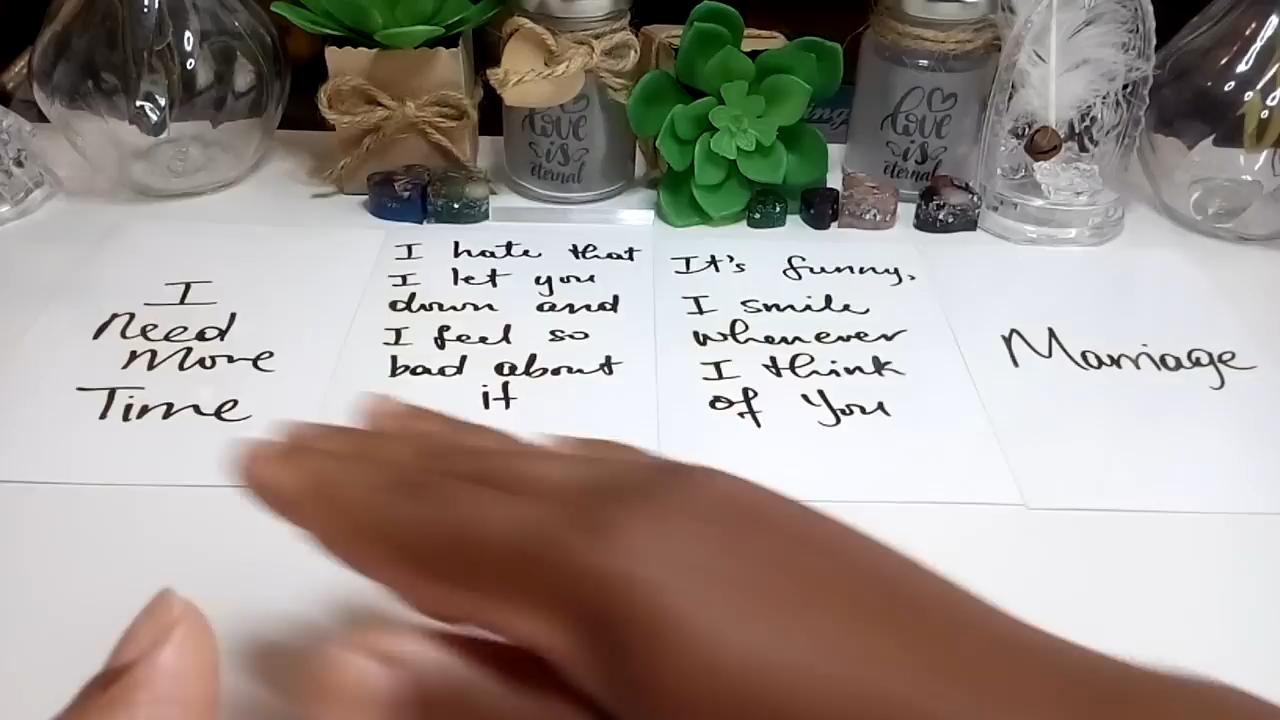 love
is
eternal
love
is
eternal
I
Need
More
Time
I hate that
I let you
down and
I feel so
bad about
it
It's funny,
I smile
whenever
I think
of you
Marriage